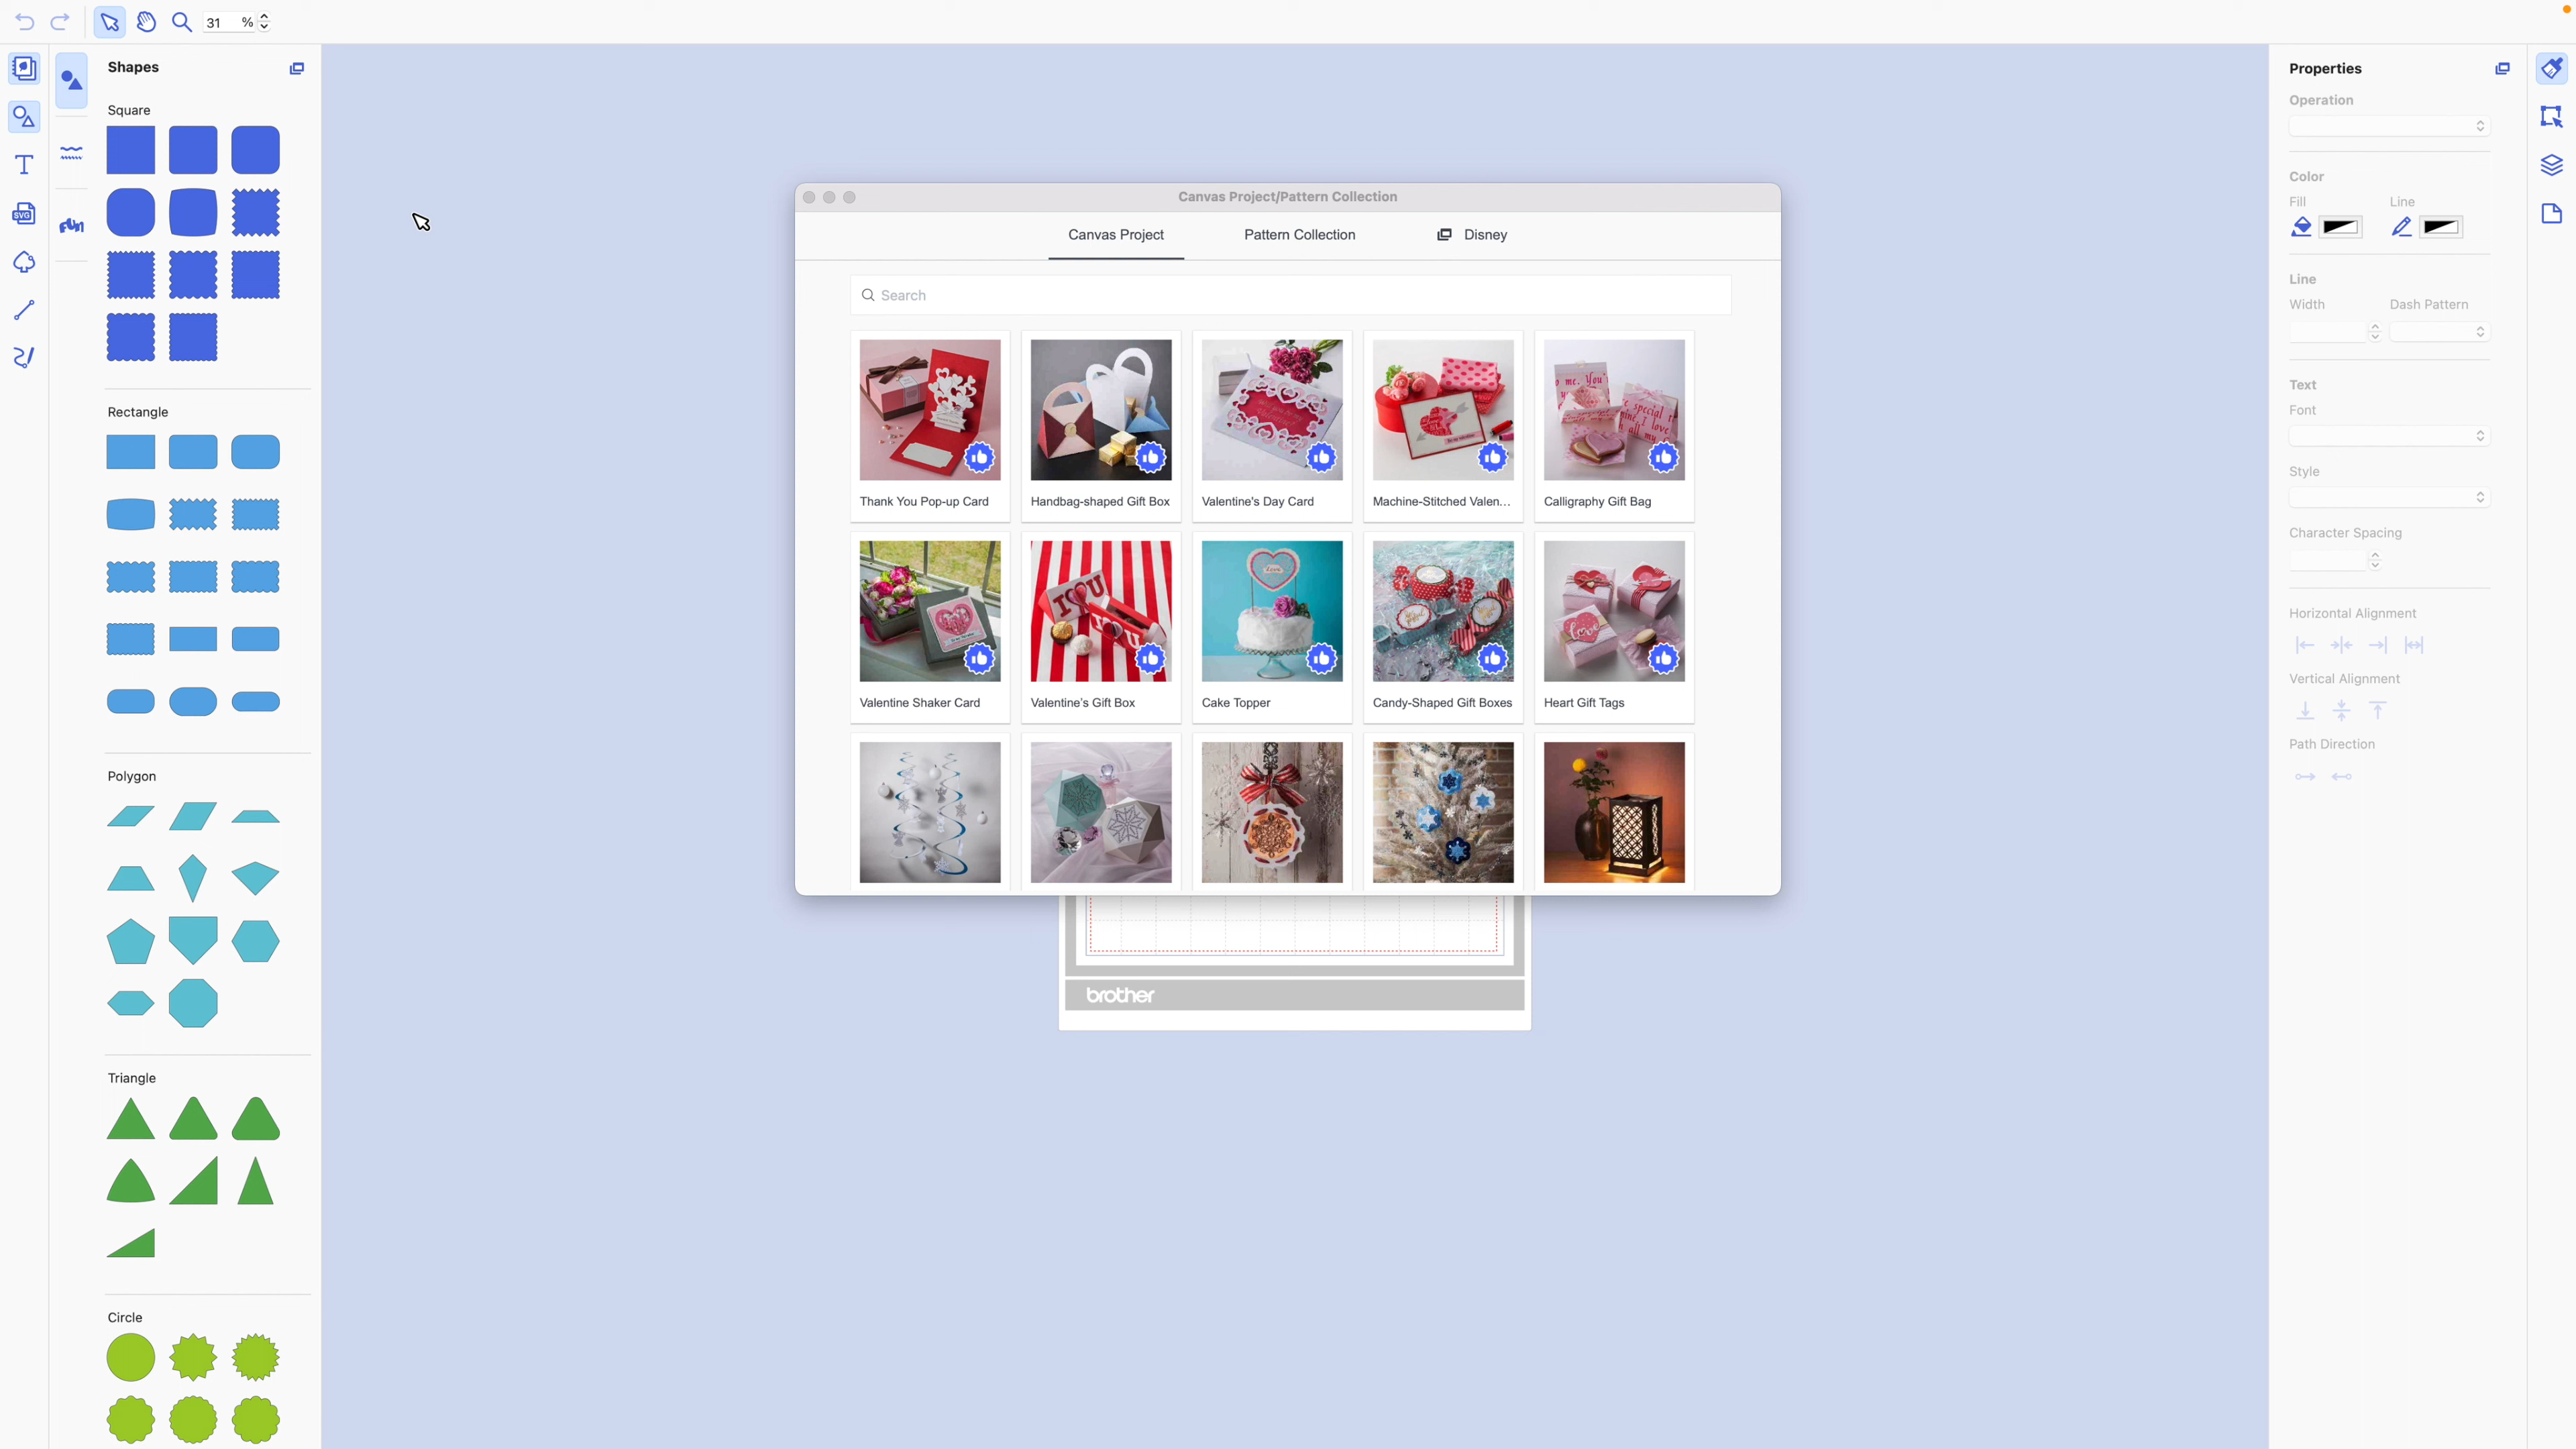 31 %
Shapes
Square
Rectangle
Polygon
Triangle
Circle
T
SVG
Fun
Canvas Project/Pattern Collection
Canvas Project
Pattern Collection
Disney
Search
Thank You Pop-up Card
Handbag-shaped Gift Box
Valentine's Day Card
Machine-Stitched Valen...
Calligraphy Gift Bag
Valentine Shaker Card
Valentine's Gift Box
Cake Topper
Candy-Shaped Gift Boxes
Heart Gift Tags
brother
Properties
Operation
Color
Fill
Line
Line
Width
Dash Pattern
Text
Font
Style
Character Spacing
Horizontal Alignment
Vertical Alignment
Path Direction